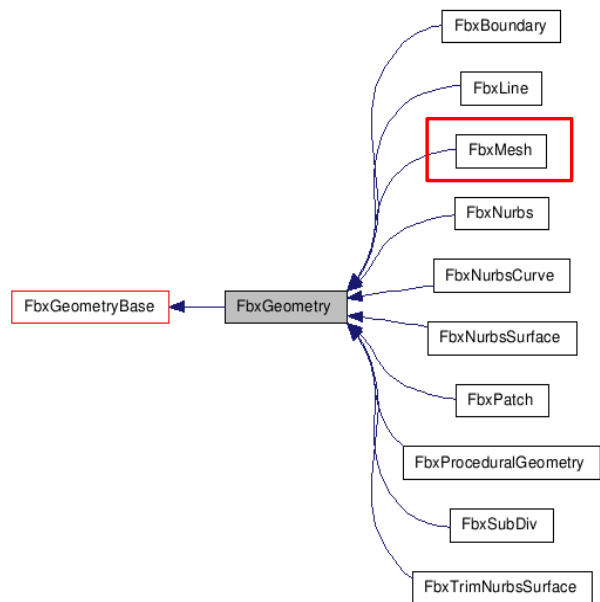 FbxBoundary
FbxLine
FbxMesh
FbxNurbs
FbxNurbsCurve
FbxGeometryBase
FbxGeometry
FbxNurbsSurface
FbxPatch
FbxProceduralGeometry
FbxSubDiv
FbxTrimNurbsSurface